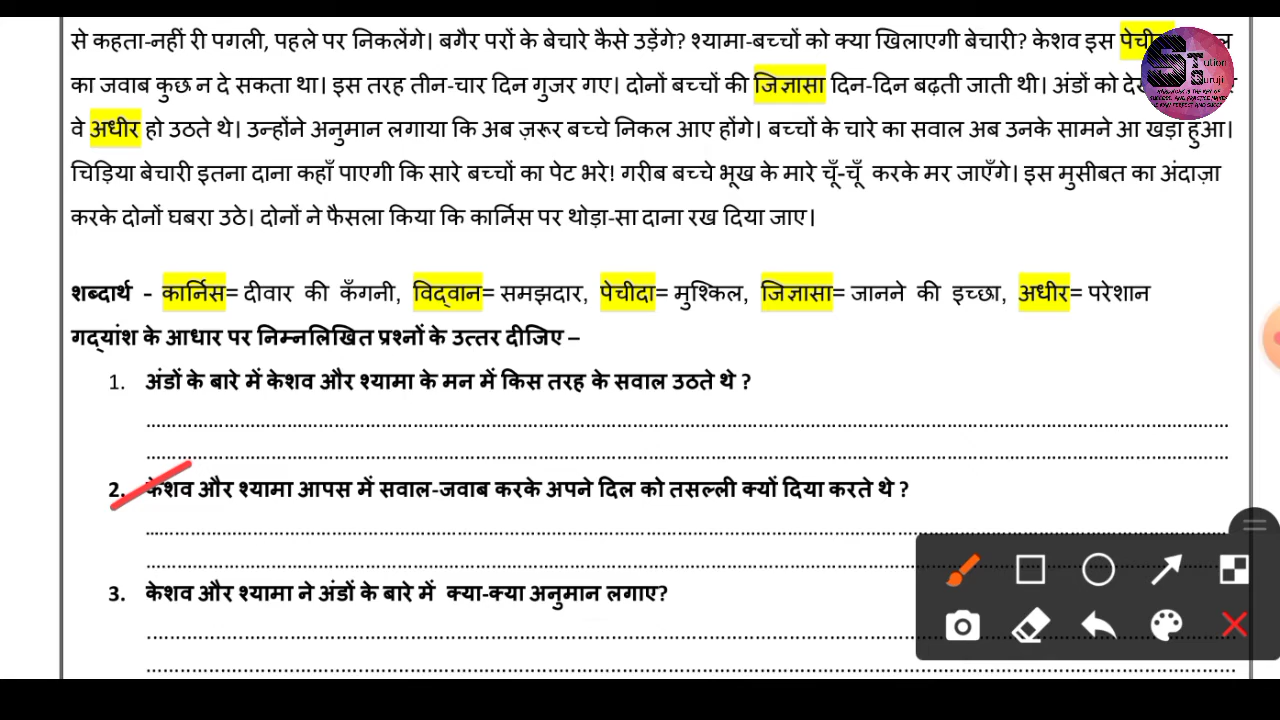 से कहता-नहीं री पगली, पहले पर निकलेंगे। बगैर परों के बेचारे कैसे उड़ेंगे? श्यामा-बच्चों को क्या खिलाएगी बेचारी? केशव इस
का जवाब कुछ न दे सकता था। इस तरह तीन-चार दिन गुजर गए। दोनों बच्चों की जिज्ञासा दिन-दिन बढ़ती जाती थी। अंडों को
वे अधीर हो उठते थे। उन्होंने अनुमान लगाया कि अब ज़रूर बच्चे निकल आए होंगे। बच्चों के चारे का सवाल अब उनके सामने आ खड़ा हुआ।
चिड़िया बेचारी इतना दाना कहाँ पाएगी कि सारे बच्चों का पेट भरे! गरीब बच्चे भूख के मारे चूँ-चूँ करके मर जाएँगे। इस मुसीबत का अंदाज़ा
करके दोनों घबरा उठे। दोनों ने फैसला किया कि कार्निस पर थोड़ा-सा दाना रख दिया जाए।
शब्दार्थ - कार्निस= दीवार की कँगनी, विद्वान= समझदार, पेचीदा= मुश्किल, जिज्ञासा= जानने की इच्छा, अधीर= परेशान
गद्यांश के आधार पर निम्नलिखित प्रश्नों के उत्तर दीजिए –
1. अंडों के बारे में केशव और श्यामा के मन में किस तरह के सवाल उठते थे ?
2. केशव और श्यामा आपस में सवाल-जवाब करके अपने दिल को तसल्ली क्यों दिया करते थे ?
3. केशव और श्यामा ने अंडों के बारे में क्या-क्या अनुमान लगाए?